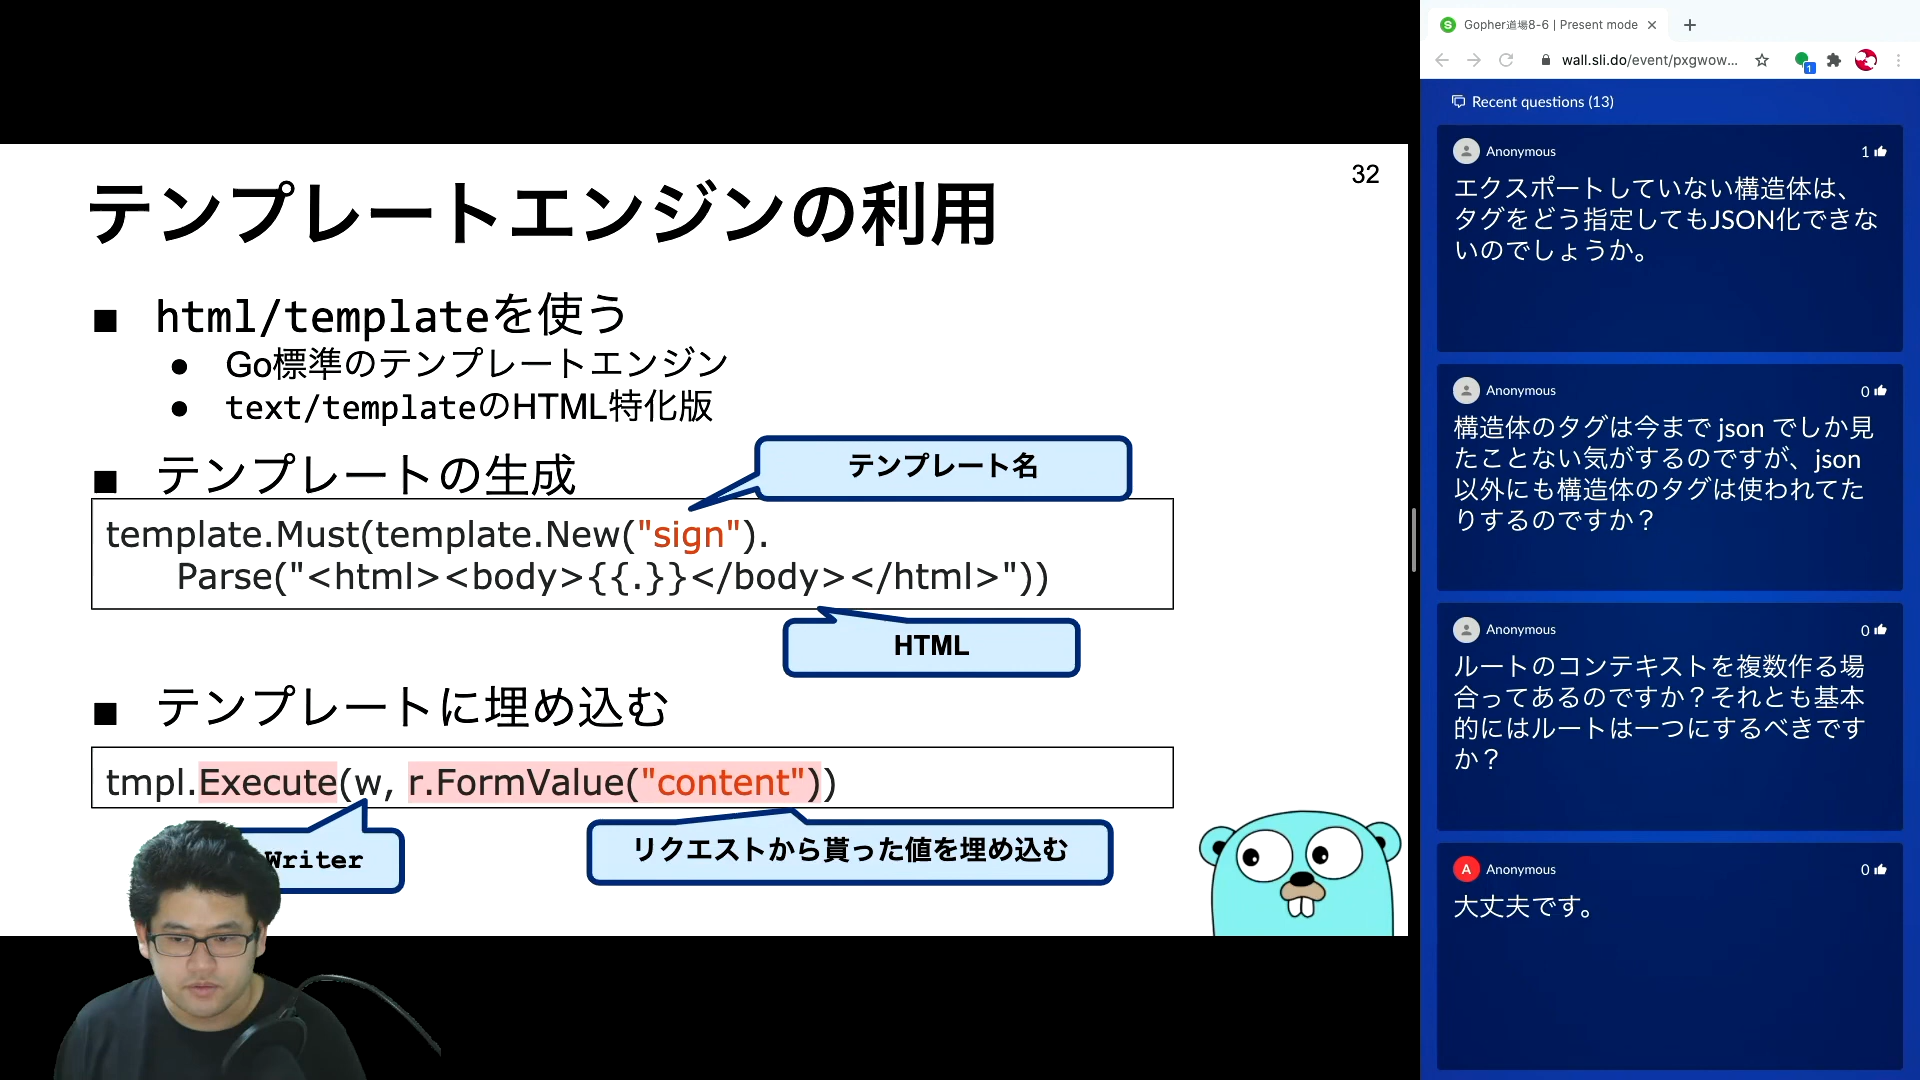 32
テンプレートエンジンの利用
■ html/templateを使う
● Go標準のテンプレートエンジン
● text/templateのHTML特化版
■ テンプレートの生成
テンプレート名
template.Must(template.New("sign").
Parse("<html><body>{{.}}</body></html>"))
HTML
■ テンプレートに埋め込む
tmpl.Execute(w, r.FormValue("content"))
Writer
リクエストから貰った値を埋め込む
Gopher道場8-6 | Present mode
wall.sli.do/event/pxgwow...
1
Recent questions (13)
Anonymous
1
エクスポートしていない構造体は、
タグをどう指定してもJSON化できな
いのでしょうか。
Anonymous
0
構造体のタグは今まで json でしか見
たことない気がするのですが、json
以外にも構造体のタグは使われてた
りするのですか？
Anonymous
0
ルートのコンテキストを複数作る場
合ってあるのですか？それとも基本
的にはルートは一つにするべきです
か？
A Anonymous
0
大丈夫です。